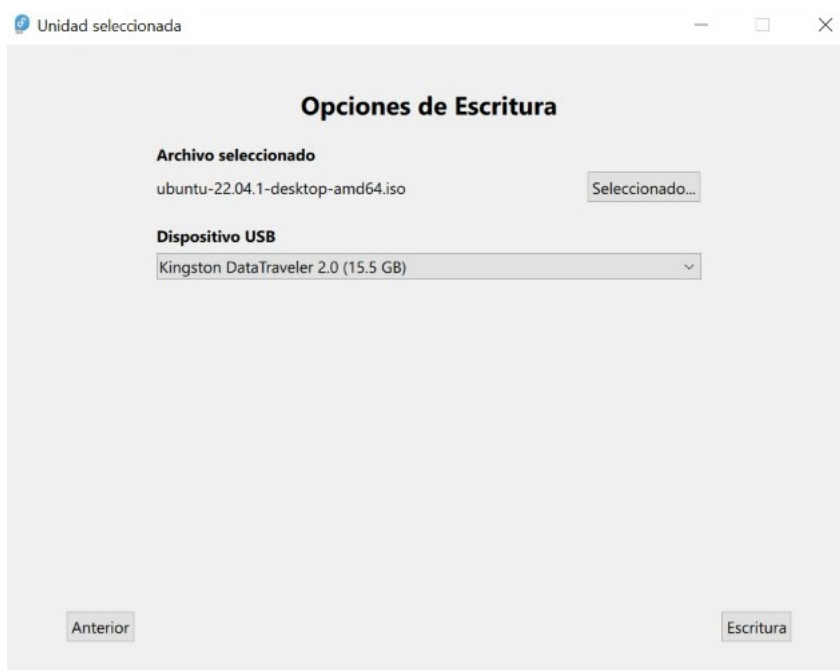 Unidad seleccionada
Opciones de Escritura
Archivo seleccionado
ubuntu-22.04.1-desktop-amd64.iso
Seleccionado...
Dispositivo USB
Kingston DataTraveler 2.0 (15.5 GB)
Anterior
Escritura